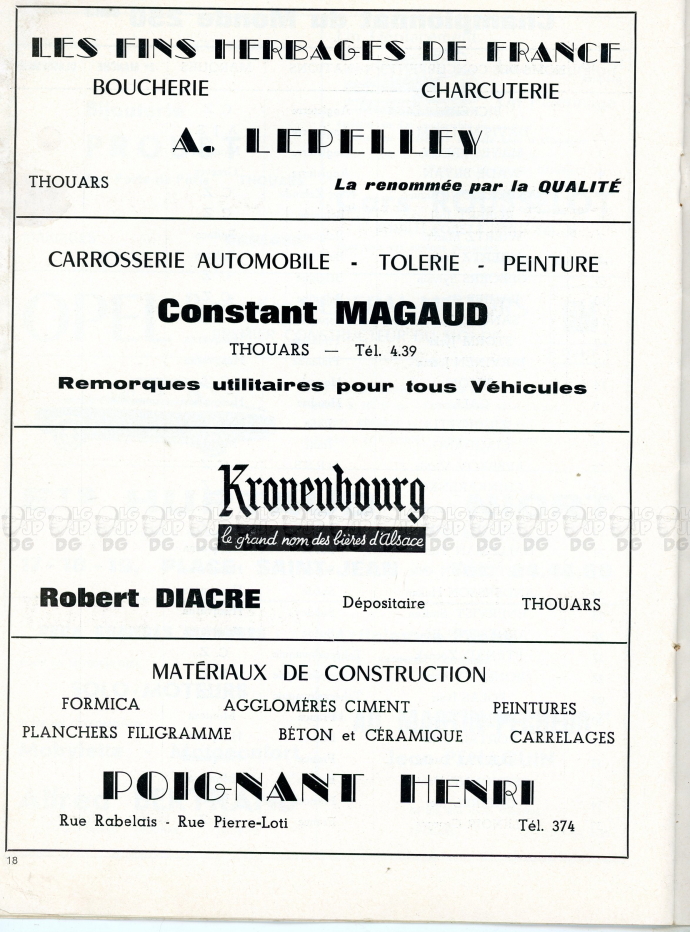 LES FINS HERBAGES DE FRANCE
BOUCHERIE CHARCUTERIE
A. LEPELLEY
THOUARS La renommée par la QUALITÉ
CARROSSERIE AUTOMOBILE - TOLERIE - PEINTURE
Constant MAGAUD
THOUARS — Tél. 4.39
Remorques utilitaires pour tous Véhicules
Kronenbourg
le grand nom des bières d'Alsace
Robert DIACRE Dépositaire THOUARS
MATÉRIAUX DE CONSTRUCTION
FORMICA AGGLOMÉRÉS CIMENT PEINTURES
PLANCHERS FILIGRAMME BÉTON et CÉRAMIQUE CARRELAGES
POIGNANT HENRI
Rue Rabelais - Rue Pierre-Loti Tél. 374
18